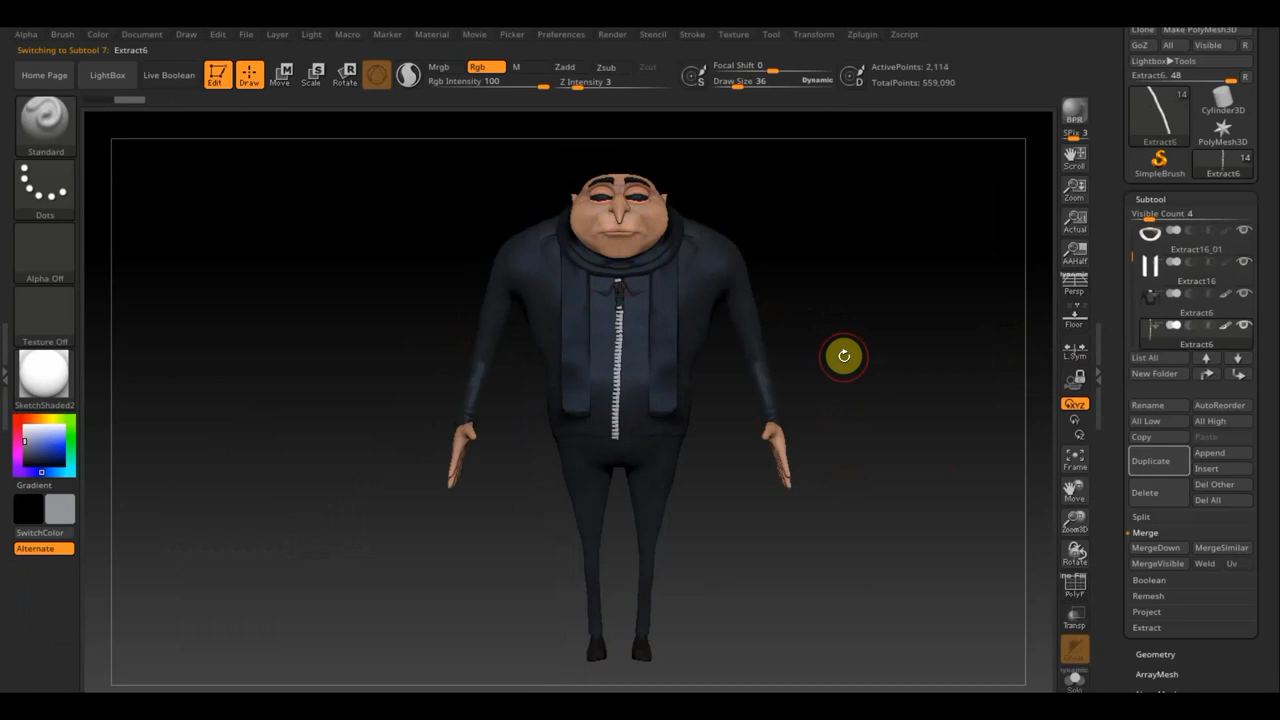 Alpha Brush Color Document Draw Edit File Layer Light Macro Marker Material Movie Picker Preferences Render Stencil Stroke Texture Tool Transform Zplugin Zscript
Switching to Subtool 7: Extract6
Home Page LightBox Live Boolean Edit Draw Move Scale Rotate
Mrgb Rgb M Zadd Zsub Zcut
Rgb Intensity 100 Z Intensity 3
Focal Shift 0
Draw Size 36 Dynamic
S D
ActivePoints: 2,114
TotalPoints: 559,090
Standard
Dots
Alpha Off
Texture Off
SketchShaded2
Gradient
SwitchColor
Alternate
BPR
SPix 3
Scroll
Zoom
Actual
AAHalf
Persp
Floor
L.Sym
XYZ
Frame
Move
Zoom3D
Rotate
PolyF
Transp
Solo
Clone Make PolyMesh3D
GoZ All Visible R
Lightbox▶Tools
Extract6. 48 R
14
Cylinder3D
Extract6 PolyMesh3D
14
SimpleBrush Extract6
Subtool
Visible Count 4
Extract16_01
Extract16
Extract6
Extract6
List All
New Folder
Rename AutoReorder
All Low All High
Copy Paste
Duplicate Append
Insert
Delete Del Other
Del All
Split
Merge
MergeDown MergeSimilar
MergeVisible Weld Uv
Boolean
Remesh
Project
Extract
Geometry
ArrayMesh